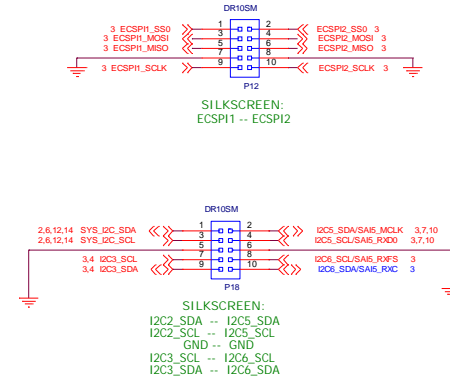 DR10SM
3 ECSPI1_SS0 1 2 ECSPI2_SS0 3
3 ECSPI1_MOSI 3 4 ECSPI2_MOSI 3
3 ECSPI1_MISO 5 6 ECSPI2_MISO 3
7 8
3 ECSPI1_SCLK 9 10 ECSPI2_SCLK 3
P12
SILKSCREEN:
ECSPI1 -- ECSPI2
DR10SM
2,6,12,14 SYS_I2C_SDA 1 2 I2C5_SDA/SAI5_MCLK 3,7,10
2,6,12,14 SYS_I2C_SCL 3 4 I2C5_SCL/SAI5_RXD0 3,7,10
5 6
3,4 I2C3_SCL 7 8 I2C6_SCL/SAI5_RXFS 3
3,4 I2C3_SDA 9 10 I2C6_SDA/SAI5_RXC 3
P18
SILKSCREEN:
I2C2_SDA -- I2C5_SDA
I2C2_SCL -- I2C5_SCL
GND -- GND
I2C3_SCL -- I2C6_SCL
I2C3_SDA -- I2C6_SDA